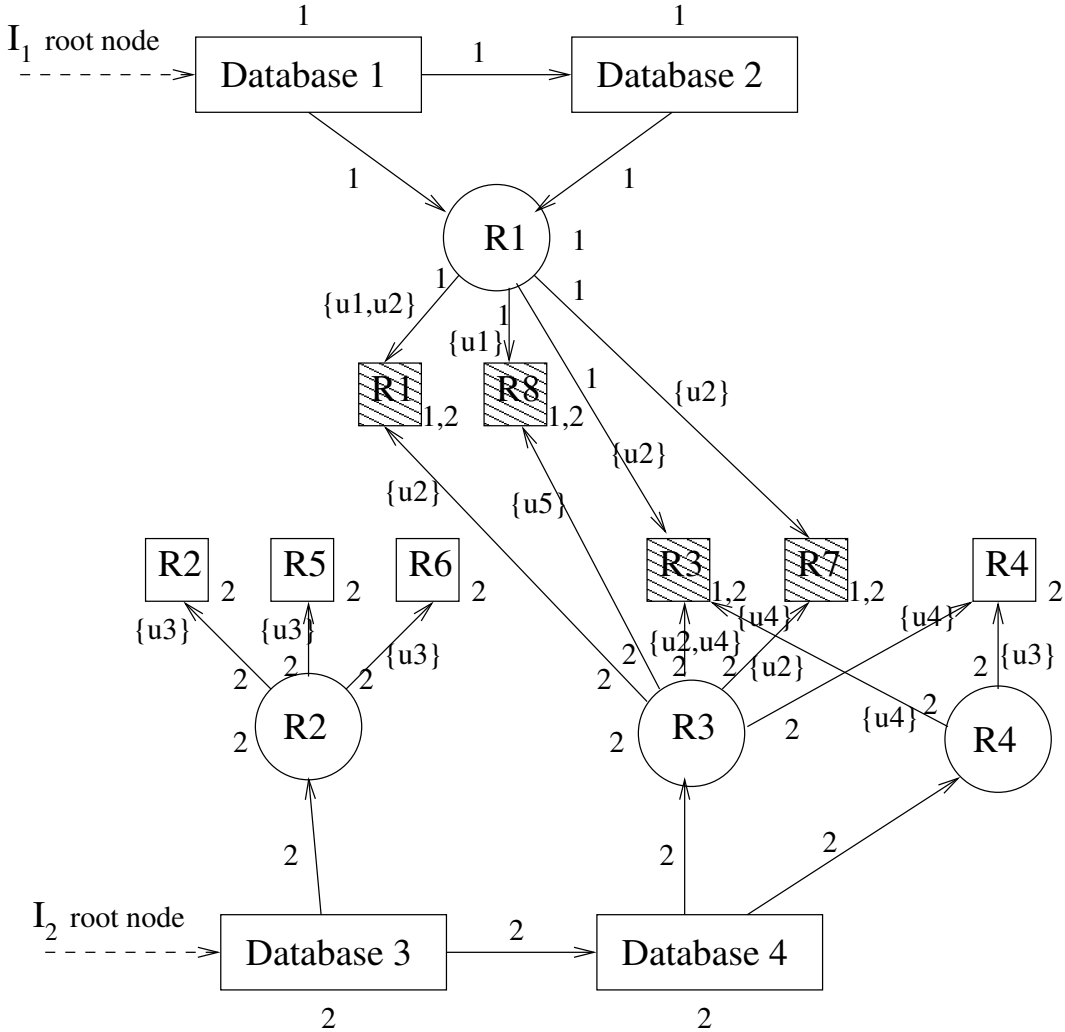 1 1
I1 root node
Database 1 1 Database 2
1 1
R1 1
1 1
{u1,u2} 1
{u1}
R1 R8 1 {u2}
1,2 1,2
{u2}
{u2} {u5}
R2 R5 R6 R3 R7 R4
2 2 2 1,2 1,2 2
{u3} {u3} {u3} {u2,u4} {u4} {u4} {u3}
2 2 2 2 2 2 2 {u2} 2
2 {u4}
R2 R3 R4
2 2 2
2 2 2
I2 root node
Database 3 2 Database 4
2 2